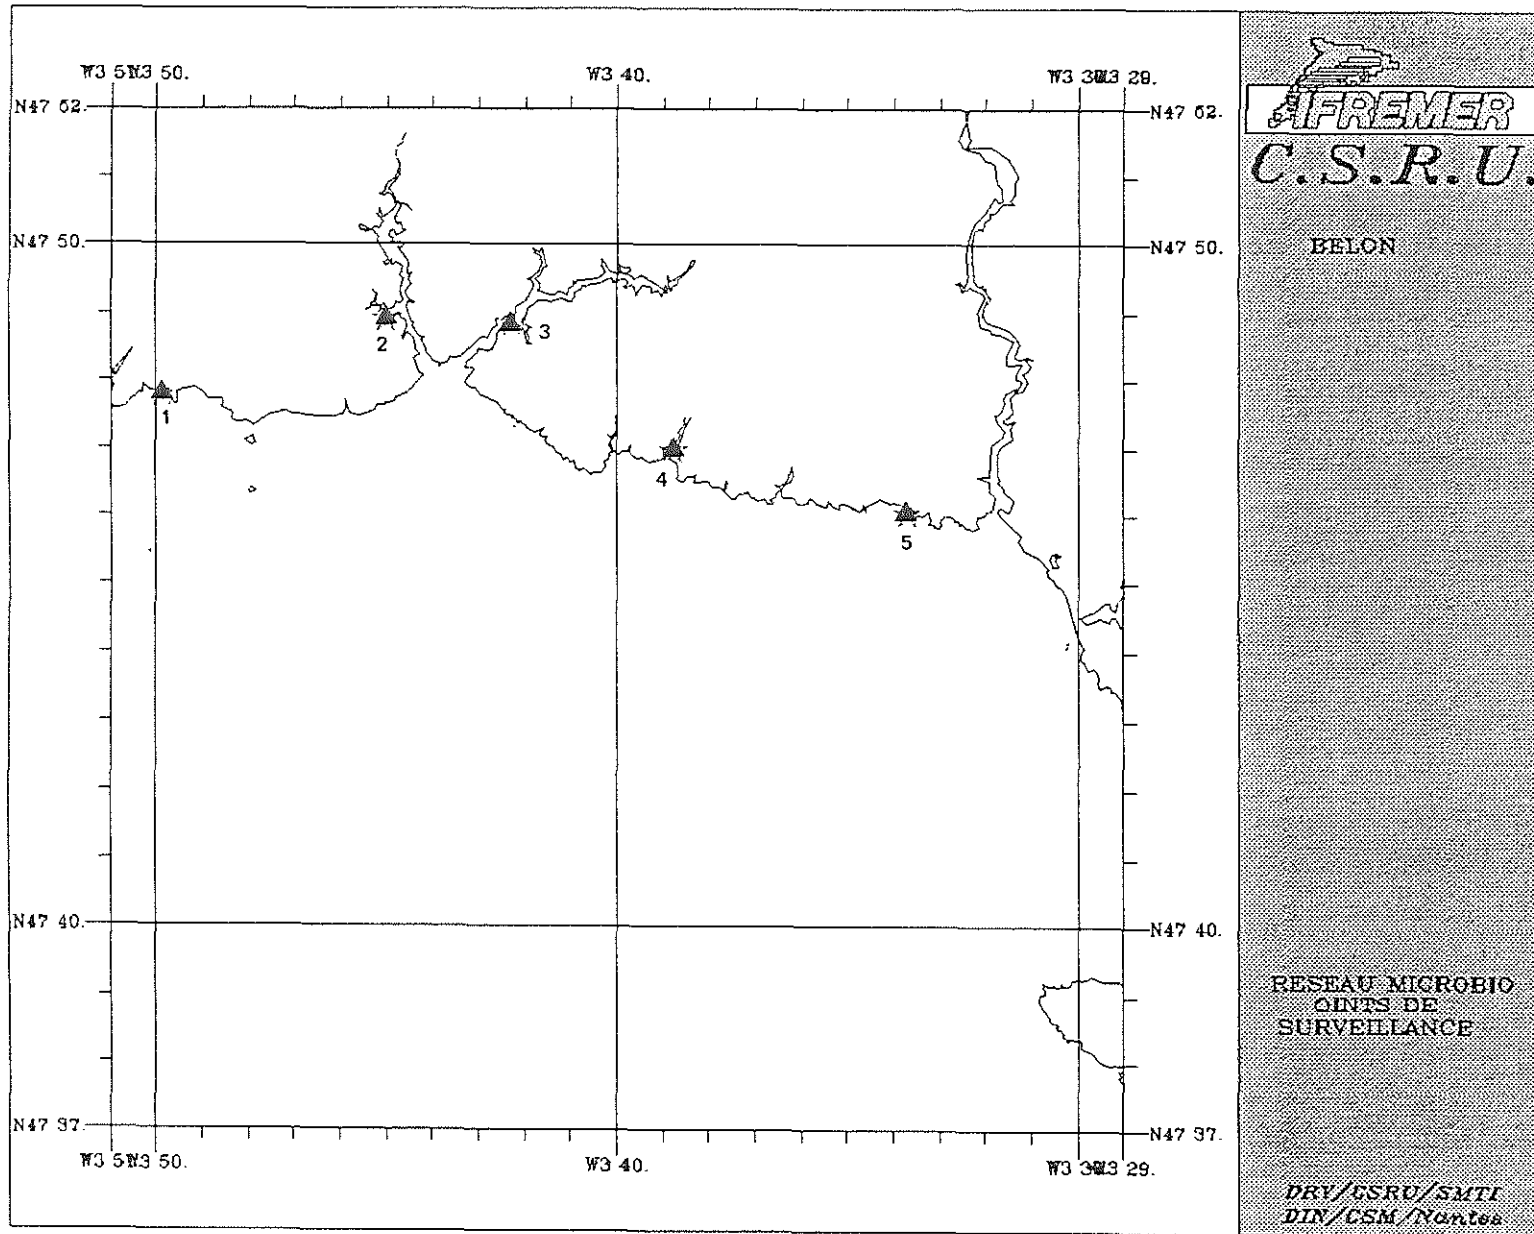 W3 51. W3 50. W3 40. W3 30. W3 29.
N47 52. N47 52.
IFREMER
C.S.R.U.
N47 50. N47 50.
BELON
2 3
1
4
5
N47 40. N47 40.
RESEAU MICROBIO
OINTS DE
SURVEILLANCE
N47 37. N47 37.
W3 51. W3 50. W3 40. W3 30. W3 29.
DRV/CSRU/SMTI
DIN/CSM/Nantes